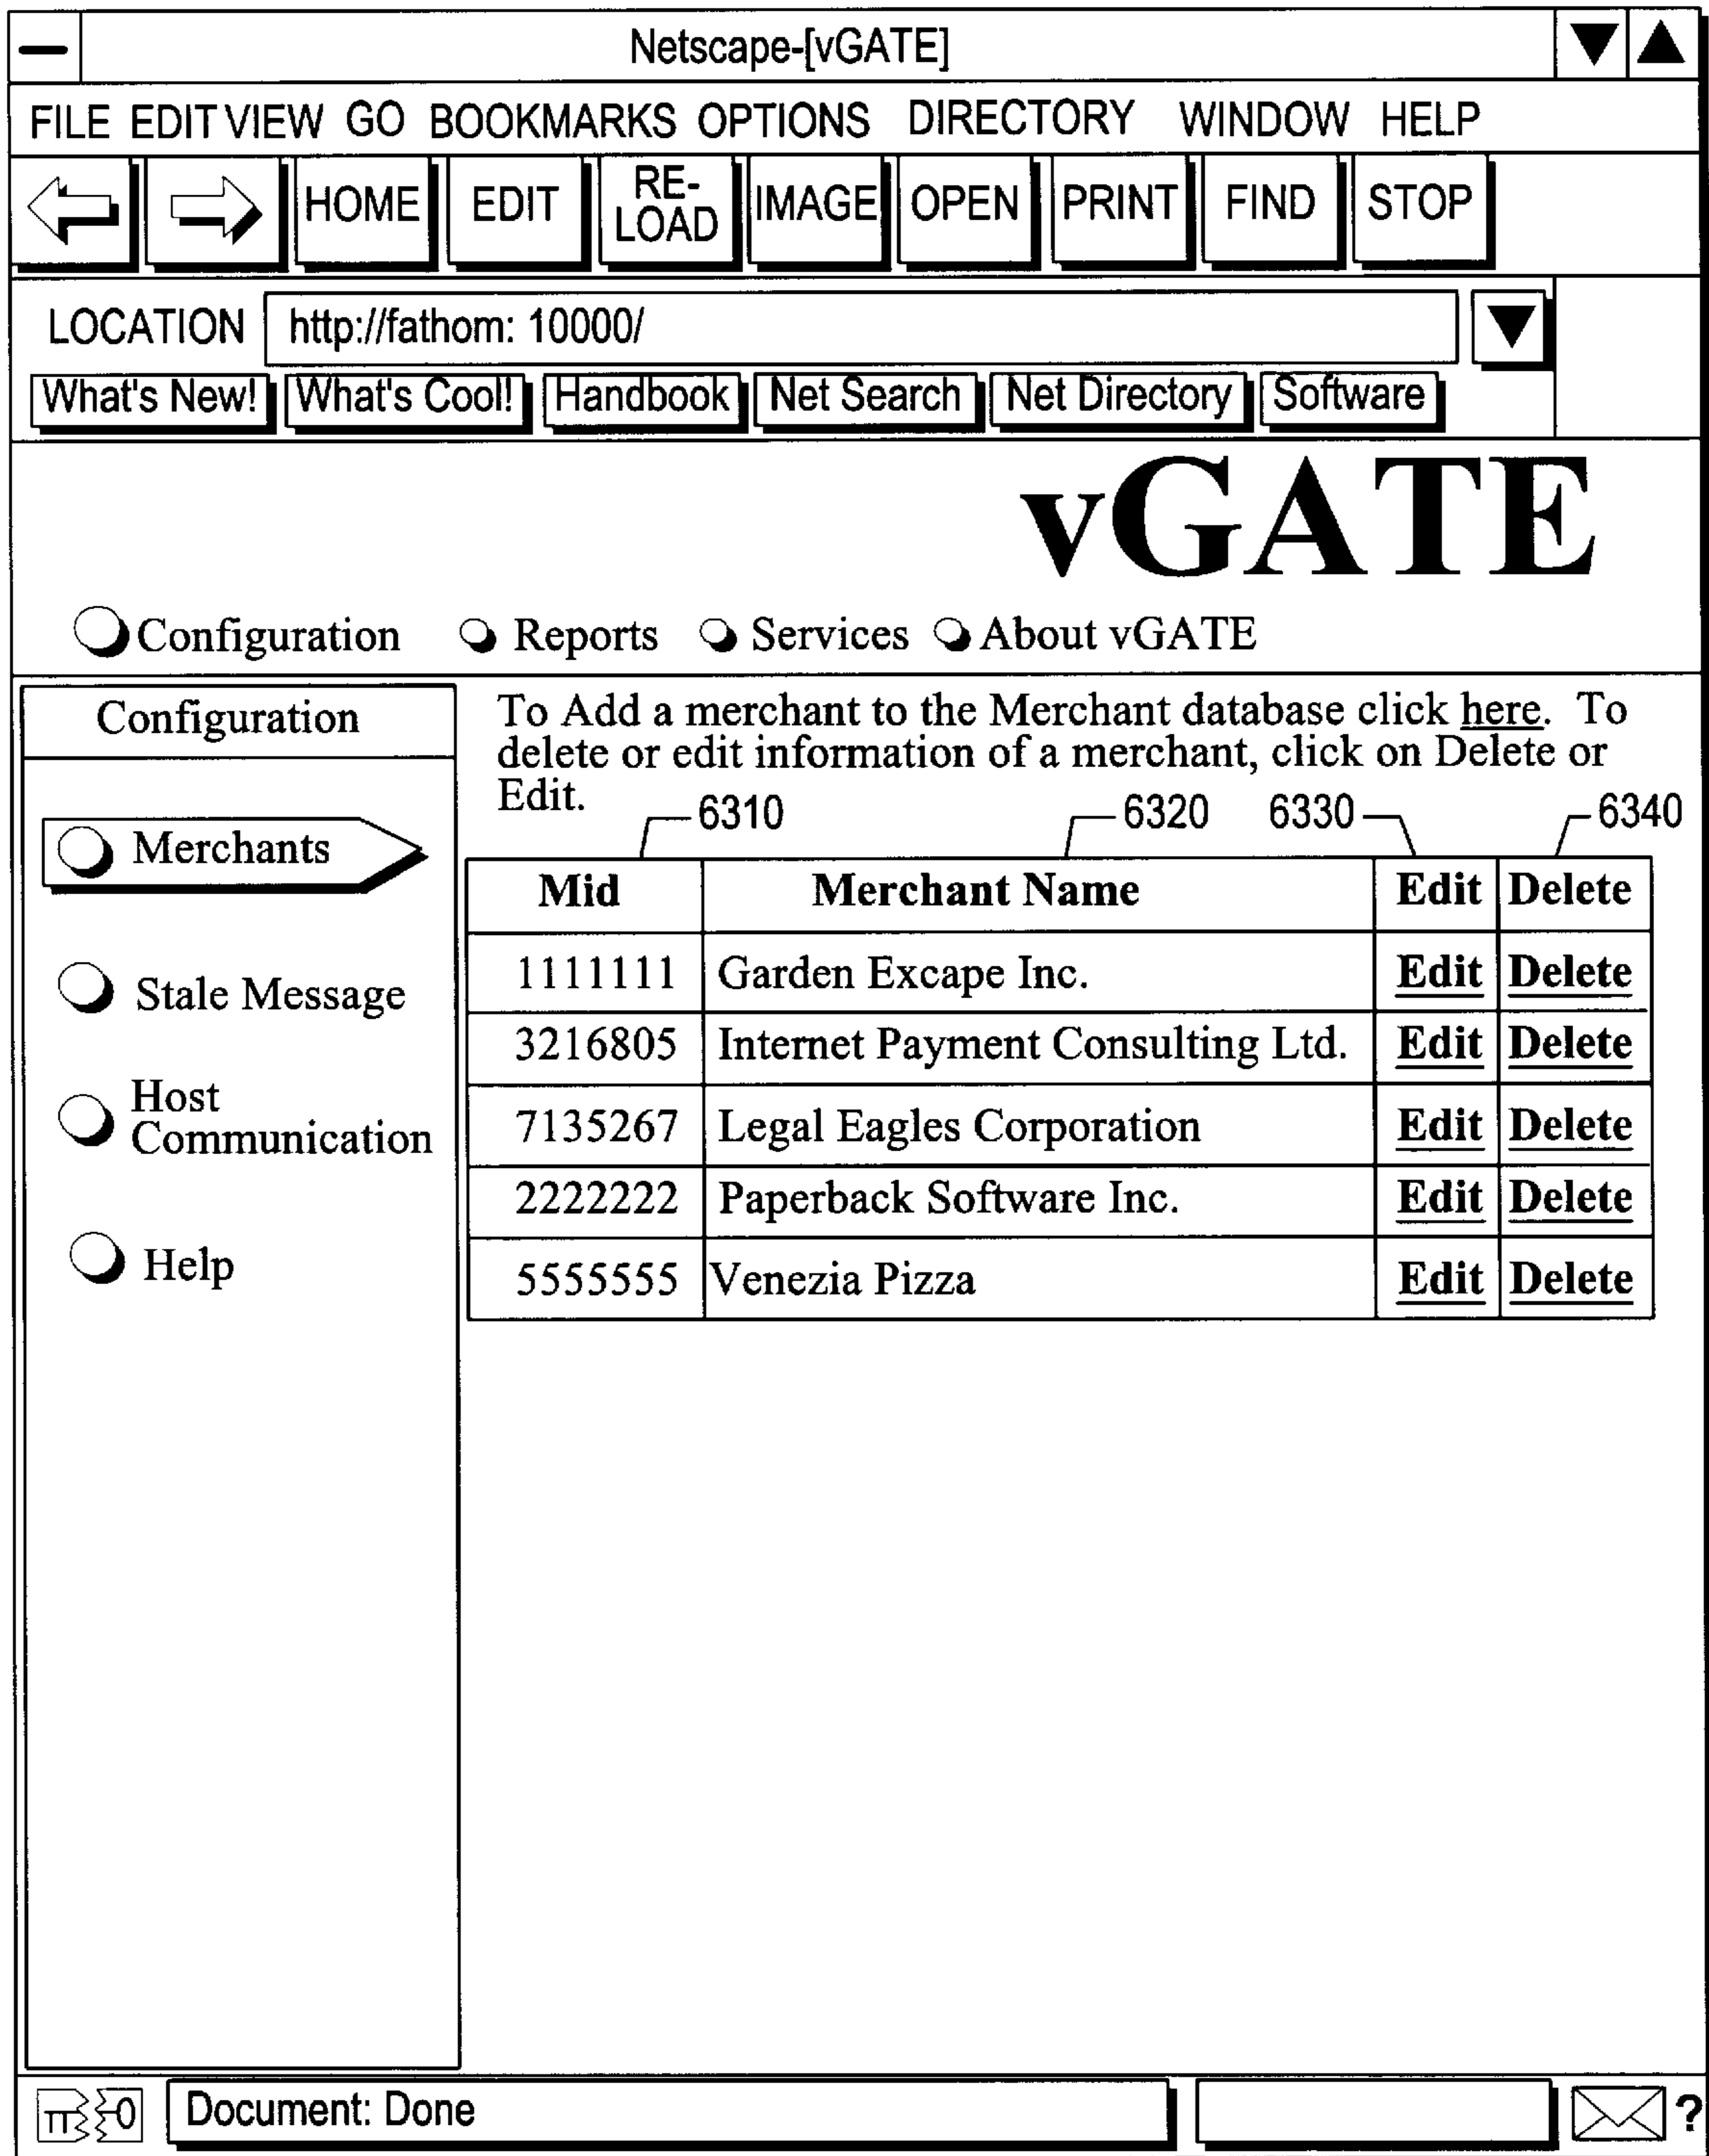 Netscape-[vGATE]
FILE EDIT VIEW GO BOOKMARKS OPTIONS DIRECTORY WINDOW HELP
HOME EDIT RE-LOAD IMAGE OPEN PRINT FIND STOP
LOCATION http://fathom: 10000/
What's New! What's Cool! Handbook Net Search Net Directory Software
vGATE
Configuration Reports Services About vGATE
Configuration
Merchants
Stale Message
Host
Communication
Help
To Add a merchant to the Merchant database click here. To
delete or edit information of a merchant, click on Delete or
Edit.
6310 6320 6330 6340
Mid Merchant Name Edit Delete
1111111 Garden Excape Inc. Edit Delete
3216805 Internet Payment Consulting Ltd. Edit Delete
7135267 Legal Eagles Corporation Edit Delete
2222222 Paperback Software Inc. Edit Delete
5555555 Venezia Pizza Edit Delete
Document: Done
?